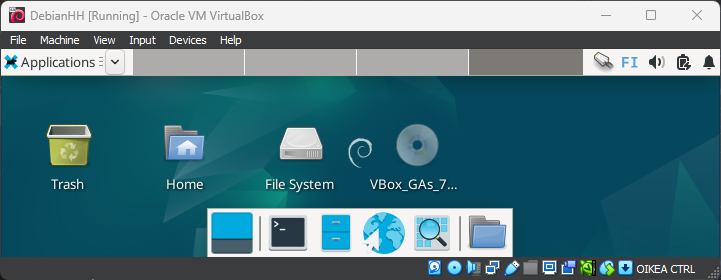 DebianHH [Running] - Oracle VM VirtualBox
File Machine View Input Devices Help
Applications FI
Trash Home File System VBox_GAs_7...
>_
OIKEA CTRL